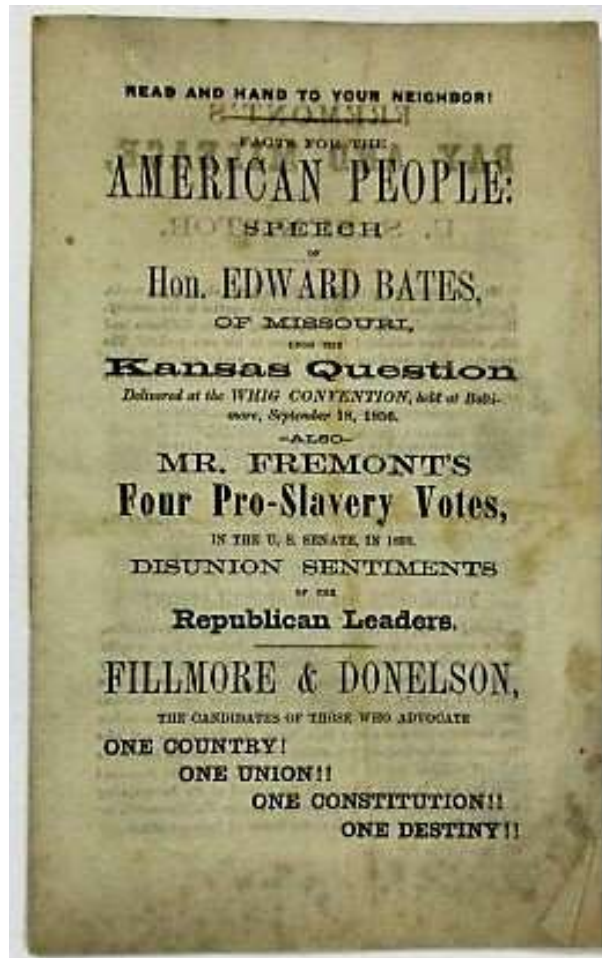 READ AND HAND TO YOUR NEIGHBOR!
FACTS FOR THE
AMERICAN PEOPLE:
SPEECH
OF
Hon. EDWARD BATES,
OF MISSOURI,
UPON THE
Kansas Question
Delivered at the WHIG CONVENTION, held at Balti-
more, September 18, 1856.
-ALSO-
MR. FREMONT'S
Four Pro-Slavery Votes,
IN THE U. S. SENATE, IN
DISUNION SENTIMENTS
OF THE
Republican Leaders.
FILLMORE & DONELSON,
THE CANDIDATES OF THOSE WHO ADVOCATE
ONE COUNTRY!
ONE UNION!!
ONE CONSTITUTION!!
ONE DESTINY!!